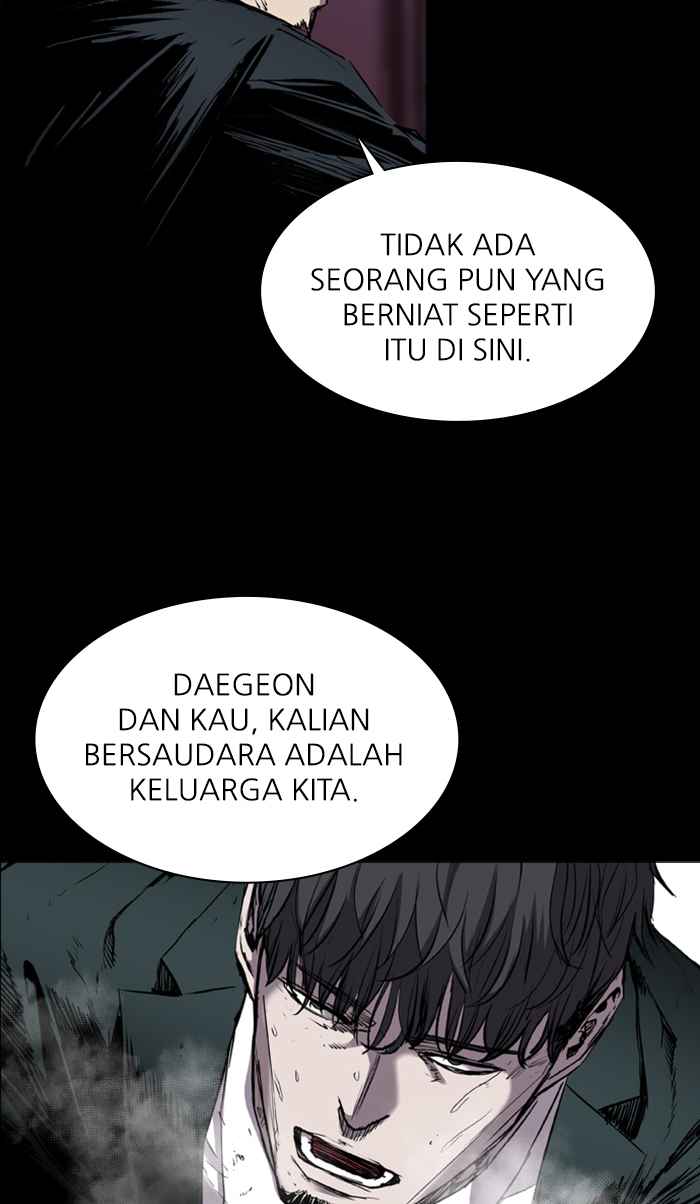 TIDAK ADA
SEORANG PUN YANG
BERNIAT SEPERTI
ITU DI SINI.
DAEGEON
DAN KAU, KALIAN
BERSAUDARA ADALAH
KELUARGA KITA.